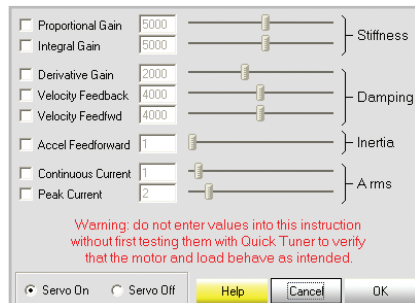 Proportional Gain 5000
Integral Gain 5000
Stiffness
Derivative Gain 2000
Velocity Feedback 4000
Velocity Feedfwd 4000
Damping
Accel Feedforward 1
Inertia
Continuous Current 1
Peak Current 2
Arms
Warning: do not enter values into this instruction
without first testing them with Quick Tuner to verify
that the motor and load behave as intended.
Servo On Servo Off Help Cancel OK